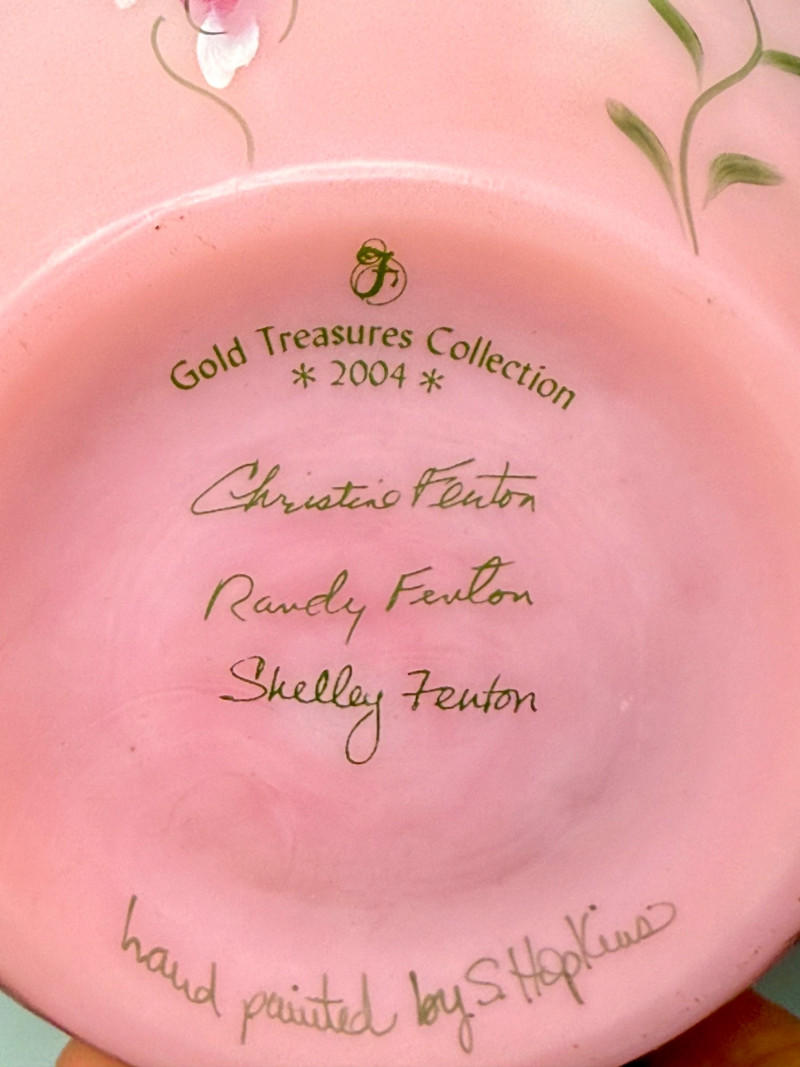 F
Gold Treasures Collection
* 2004 *
Christine Fenton
Randy Fenton
Shelley Fenton
hand painted by S. Hopkins